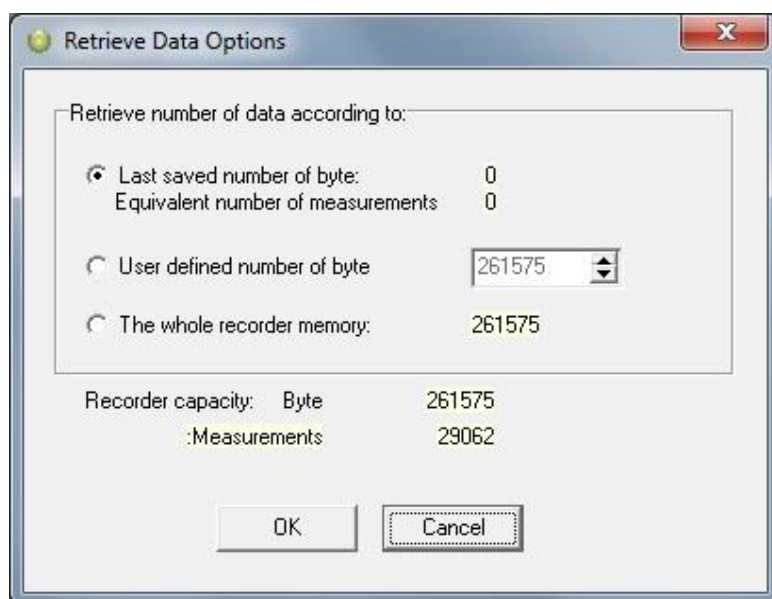 Retrieve Data Options
Retrieve number of data according to:
Last saved number of byte: 0
Equivalent number of measurements 0
User defined number of byte 261575
The whole recorder memory: 261575
Recorder capacity: Byte 261575
:Measurements 29062
OK Cancel